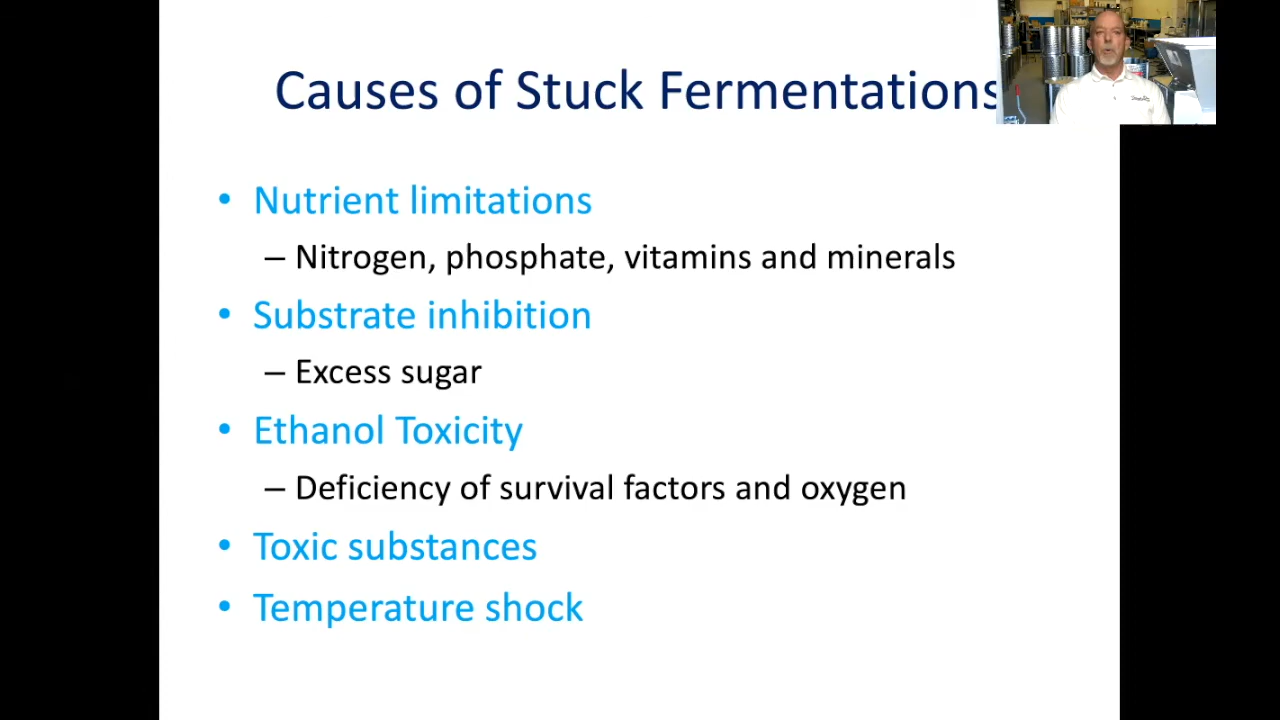 Causes of Stuck Fermentations
• Nutrient limitations
– Nitrogen, phosphate, vitamins and minerals
• Substrate inhibition
– Excess sugar
• Ethanol Toxicity
– Deficiency of survival factors and oxygen
• Toxic substances
• Temperature shock